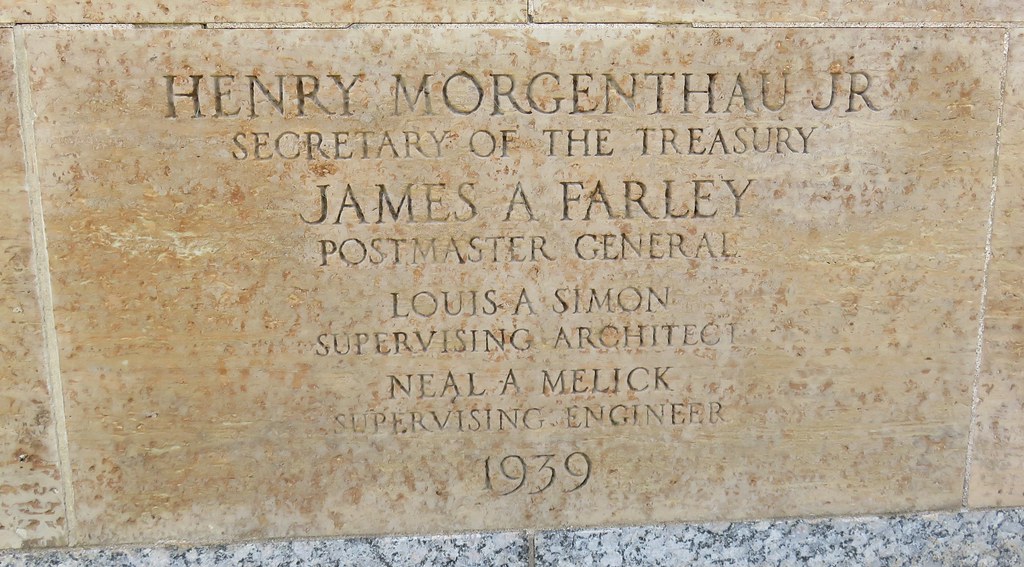 HENRY MORGENTHAU JR
SECRETARY OF THE TREASURY
JAMES A FARLEY
POSTMASTER GENERAL
LOUIS A SIMON
SUPERVISING ARCHITECT
NEAL A MELICK
SUPERVISING ENGINEER
1939